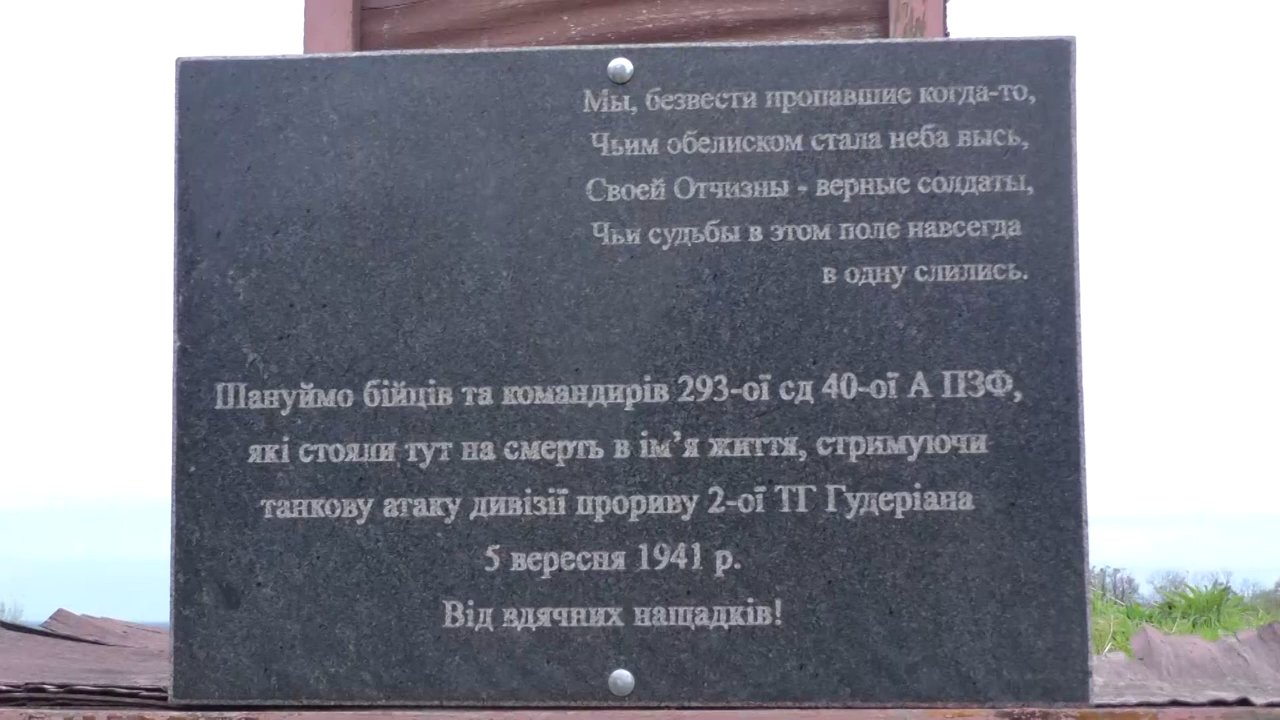 Мы, безвести пропавшие когда-то,
Чьим обелиском стала неба высь,
Своей Отчизны - верные солдаты,
Чьи судьбы в этом поле навсегда
в одну слились.
Шануймо бійців та командирів 293-ої сд 40-ої А ПЗФ,
які стояли тут на смерть в ім’я життя, стримуючи
танкову атаку дивізії прориву 2-ої ТГ Гудеріана
5 вересня 1941 р.
Від вдячних нащадків!